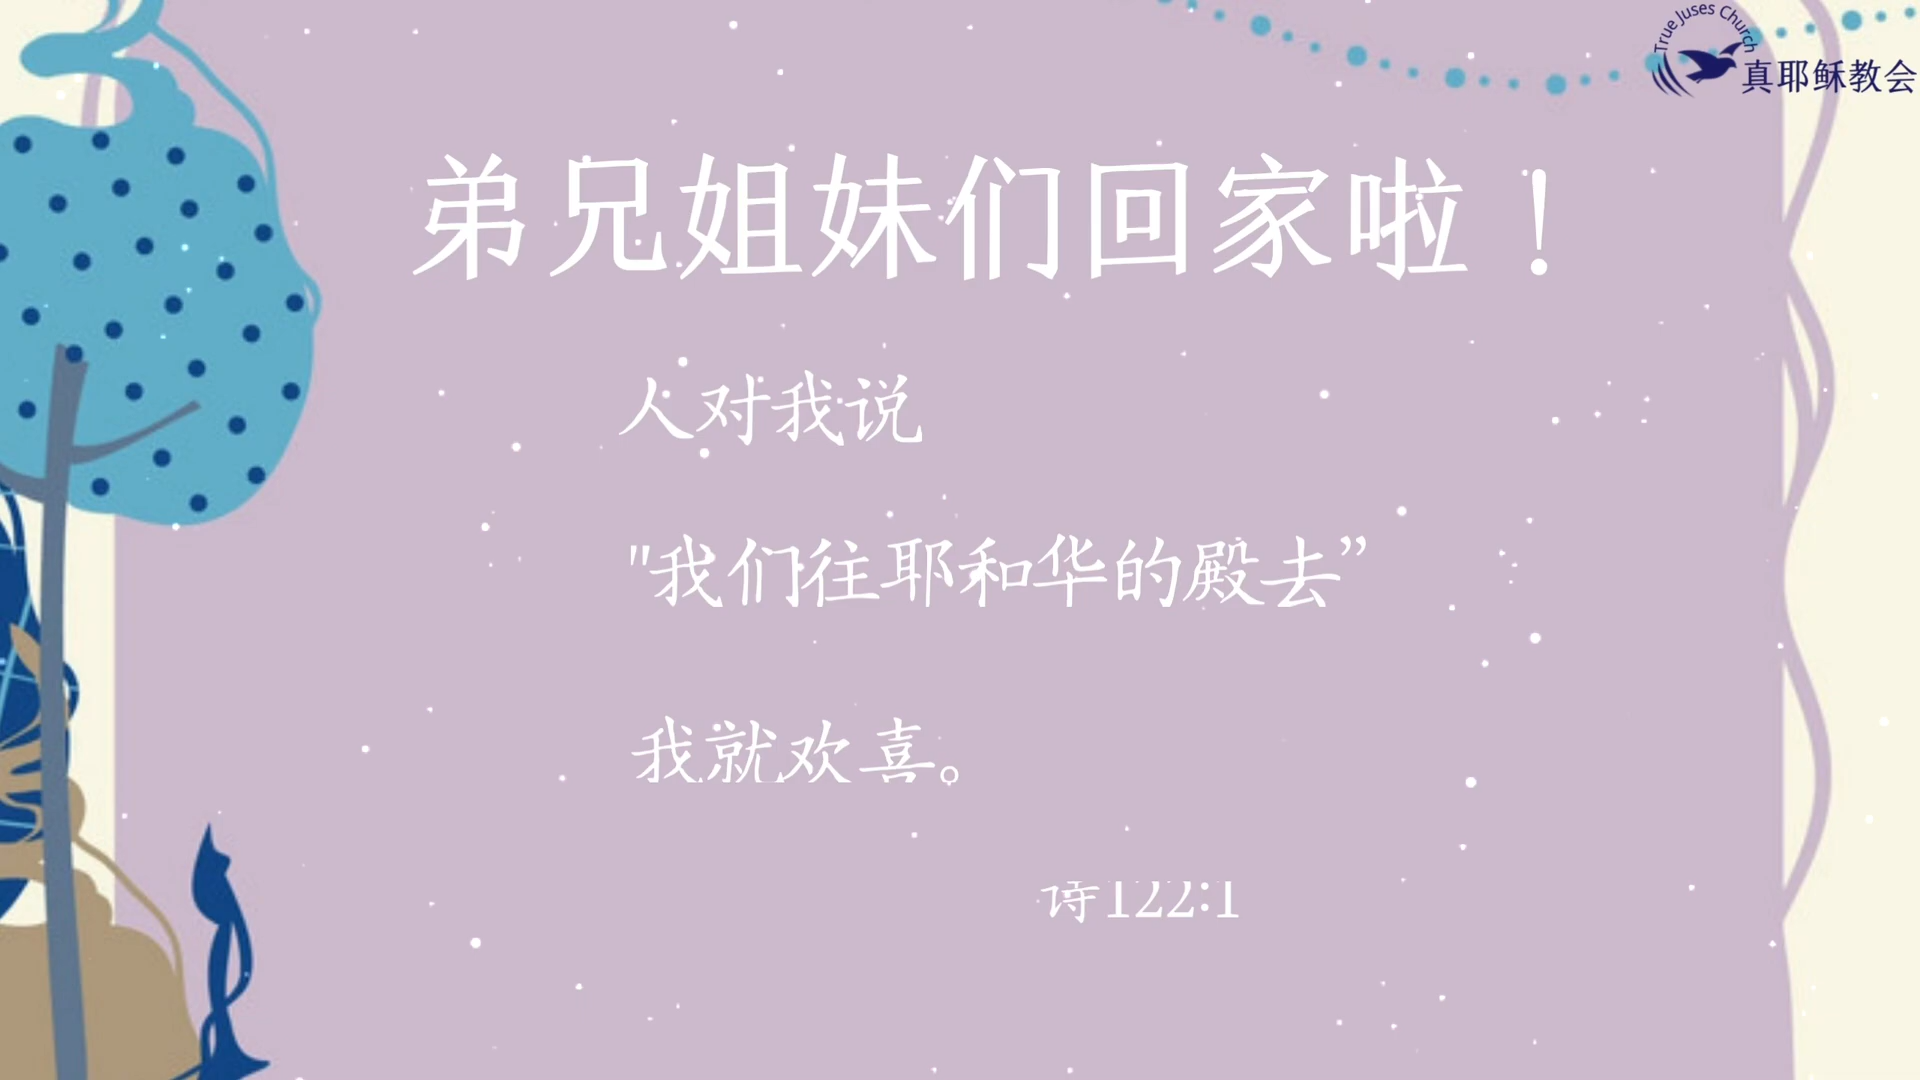 True Juses Church
真耶稣教会
弟兄姐妹们回家啦！
人对我说
"我们往耶和华的殿去”
我就欢喜。
诗122:1